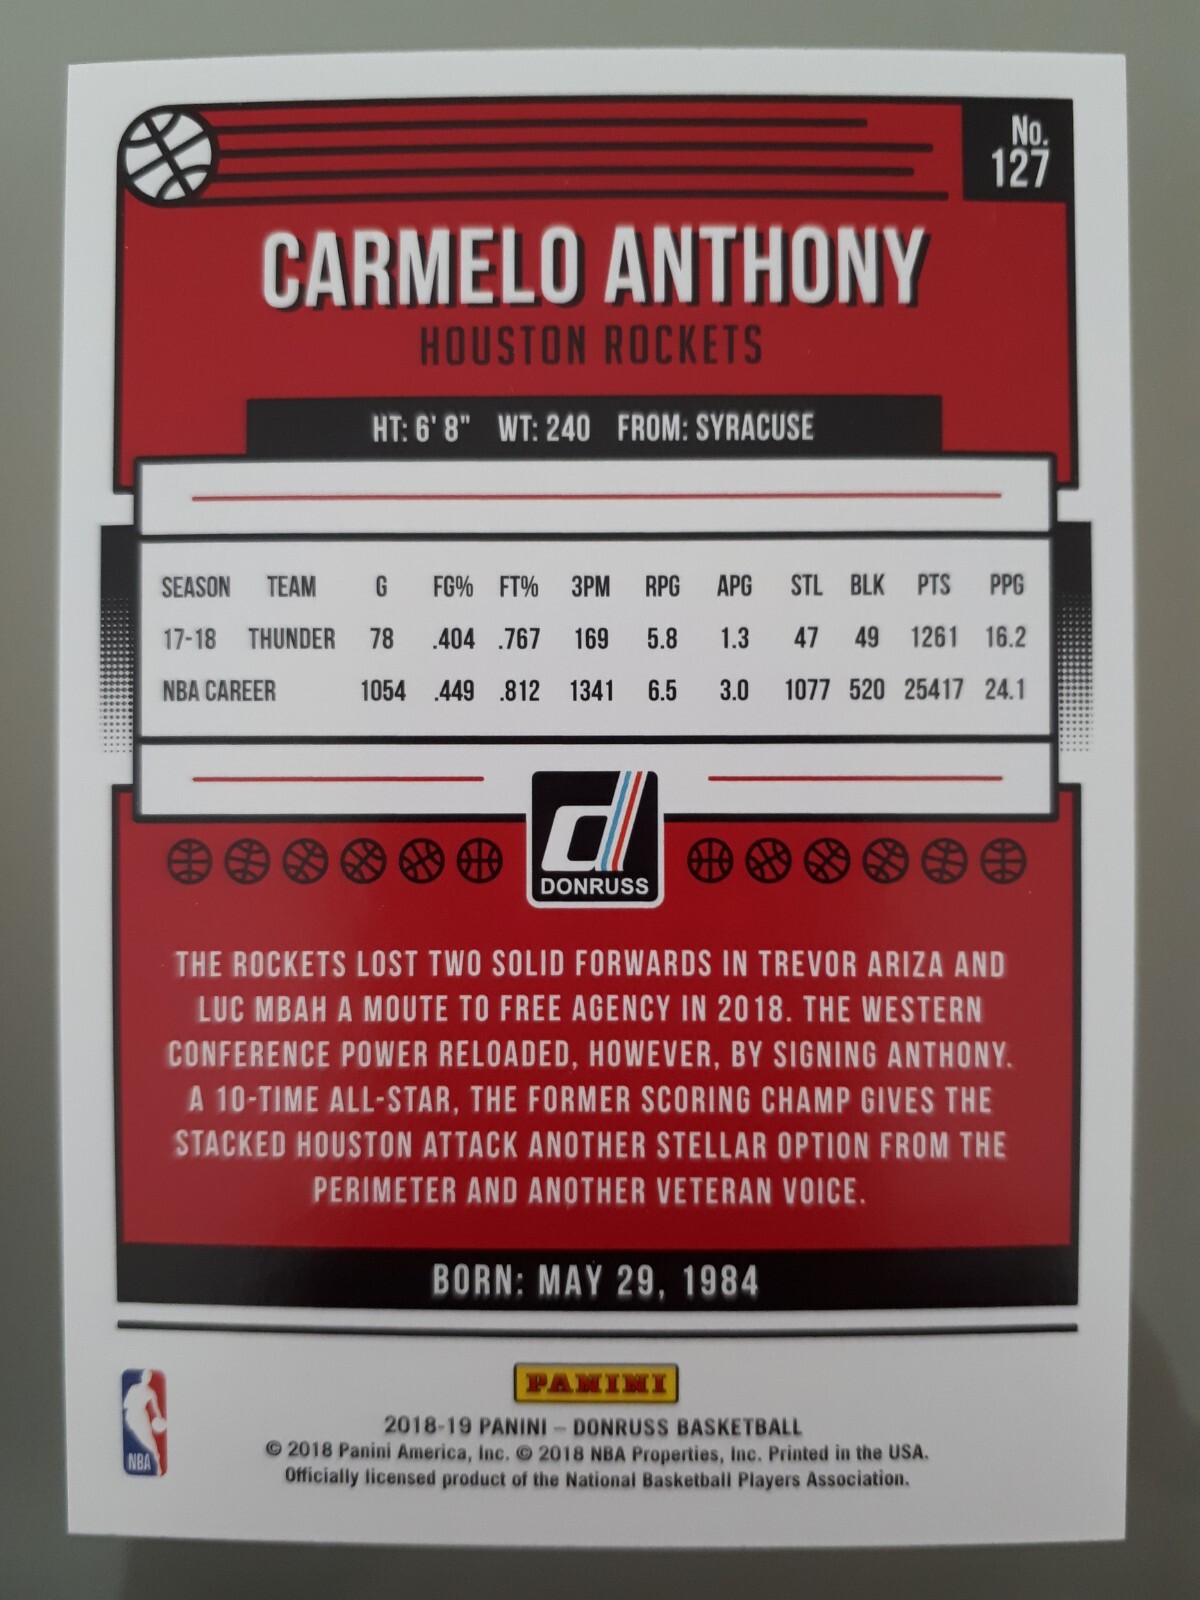 No.
127
CARMELO ANTHONY
HOUSTON ROCKETS
HT: 6' 8" WT: 240 FROM: SYRACUSE
SEASON TEAM G FG% FT% 3PM RPG APG STL BLK PTS PPG
17-18 THUNDER 78 .404 .767 169 5.8 1.3 47 49 1261 16.2
NBA CAREER 1054 .449 .812 1341 6.5 3.0 1077 520 25417 24.1
d
DONRUSS
THE ROCKETS LOST TWO SOLID FORWARDS IN TREVOR ARIZA AND
LUC MBAH A MOUTE TO FREE AGENCY IN 2018. THE WESTERN
CONFERENCE POWER RELOADED, HOWEVER, BY SIGNING ANTHONY.
A 10-TIME ALL-STAR, THE FORMER SCORING CHAMP GIVES THE
STACKED HOUSTON ATTACK ANOTHER STELLAR OPTION FROM THE
PERIMETER AND ANOTHER VETERAN VOICE.
BORN: MAY 29, 1984
PANINI
NBA
2018-19 PANINI – DONRUSS BASKETBALL
© 2018 Panini America, Inc. © 2018 NBA Properties, Inc. Printed in the USA.
Officially licensed product of the National Basketball Players Association.